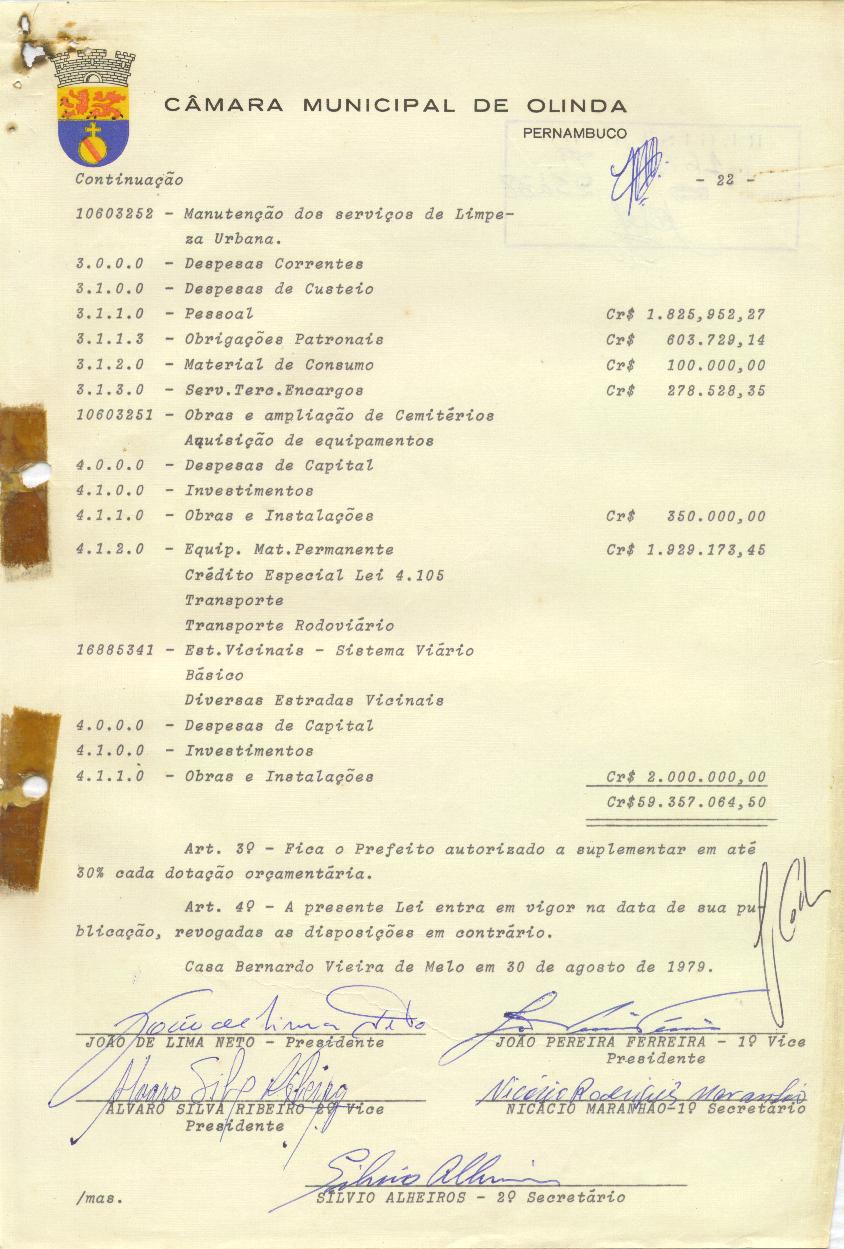 CÂMARA MUNICIPAL DE OLINDA
PERNAMBUCO
Continuação - 22 -
10603252 - Manutenção dos serviços de Limpe-
za Urbana.
3.0.0.0 - Despesas Correntes
3.1.0.0 - Despesas de Custeio
3.1.1.0 - Pessoal Cr$ 1.825,952,27
3.1.1.3 - Obrigações Patronais Cr$ 603.729,14
3.1.2.0 - Material de Consumo Cr$ 100.000,00
3.1.3.0 - Serv.Terc.Encargos Cr$ 278.528,35
10603251 - Obras e ampliação de Cemitérios
Aquisição de equipamentos
4.0.0.0 - Despesas de Capital
4.1.0.0 - Investimentos
4.1.1.0 - Obras e Instalações Cr$ 350.000,00
4.1.2.0 - Equip. Mat.Permanente Cr$ 1.929.173,45
Crédito Especial Lei 4.105
Transporte
Transporte Rodoviário
16885341 - Est.Vicinais - Sistema Viário
Básico
Diversas Estradas Vicinais
4.0.0.0 - Despesas de Capital
4.1.0.0 - Investimentos
4.1.1.0 - Obras e Instalações Cr$ 2.000.000,00
Cr$59.357.064,50
Art. 3º - Fica o Prefeito autorizado a suplementar em até
30% cada dotação orçamentária.
Art. 4º - A presente Lei entra em vigor na data de sua pu-
blicação, revogadas as disposições em contrário.
Casa Bernardo Vieira de Melo em 30 de agosto de 1979.
João de Lima Neto
JOÃO DE LIMA NETO - Presidente JOÃO PEREIRA FERREIRA - 1º Vice
Presidente
Alvaro Silva Ribeiro Nicácio Rodrigues Maranhão
ALVARO SILVA RIBEIRO 2º Vice NICÁCIO MARANHÃO-1º Secretário
Presidente
Silvio Alheiros
/mas. SÍLVIO ALHEIROS - 2º Secretário